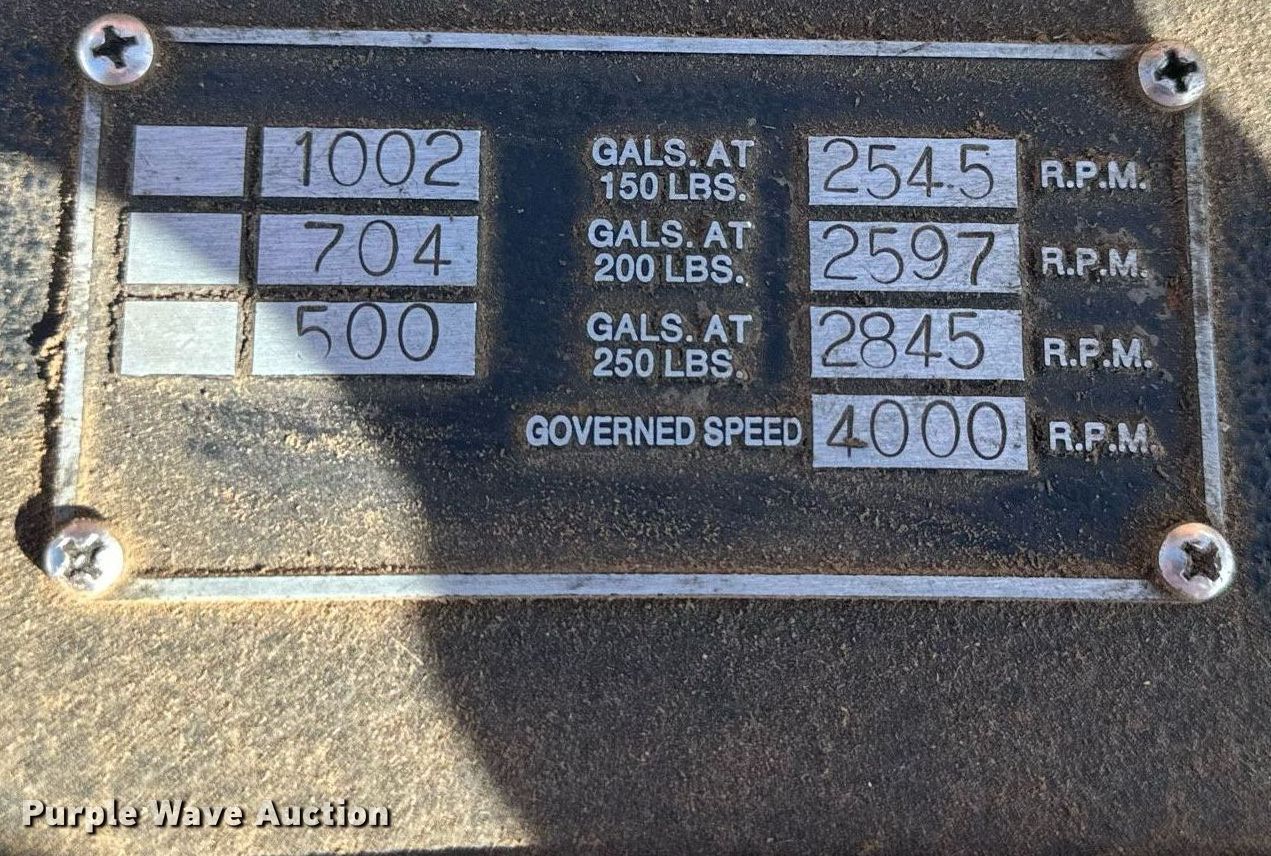 1002 GALS. AT 150 LBS. 2545 R.P.M.
704 GALS. AT 200 LBS. 2597 R.P.M.
500 GALS. AT 250 LBS. 2845 R.P.M.
GOVERNED SPEED 4000 R.P.M.
Purple Wave Auction